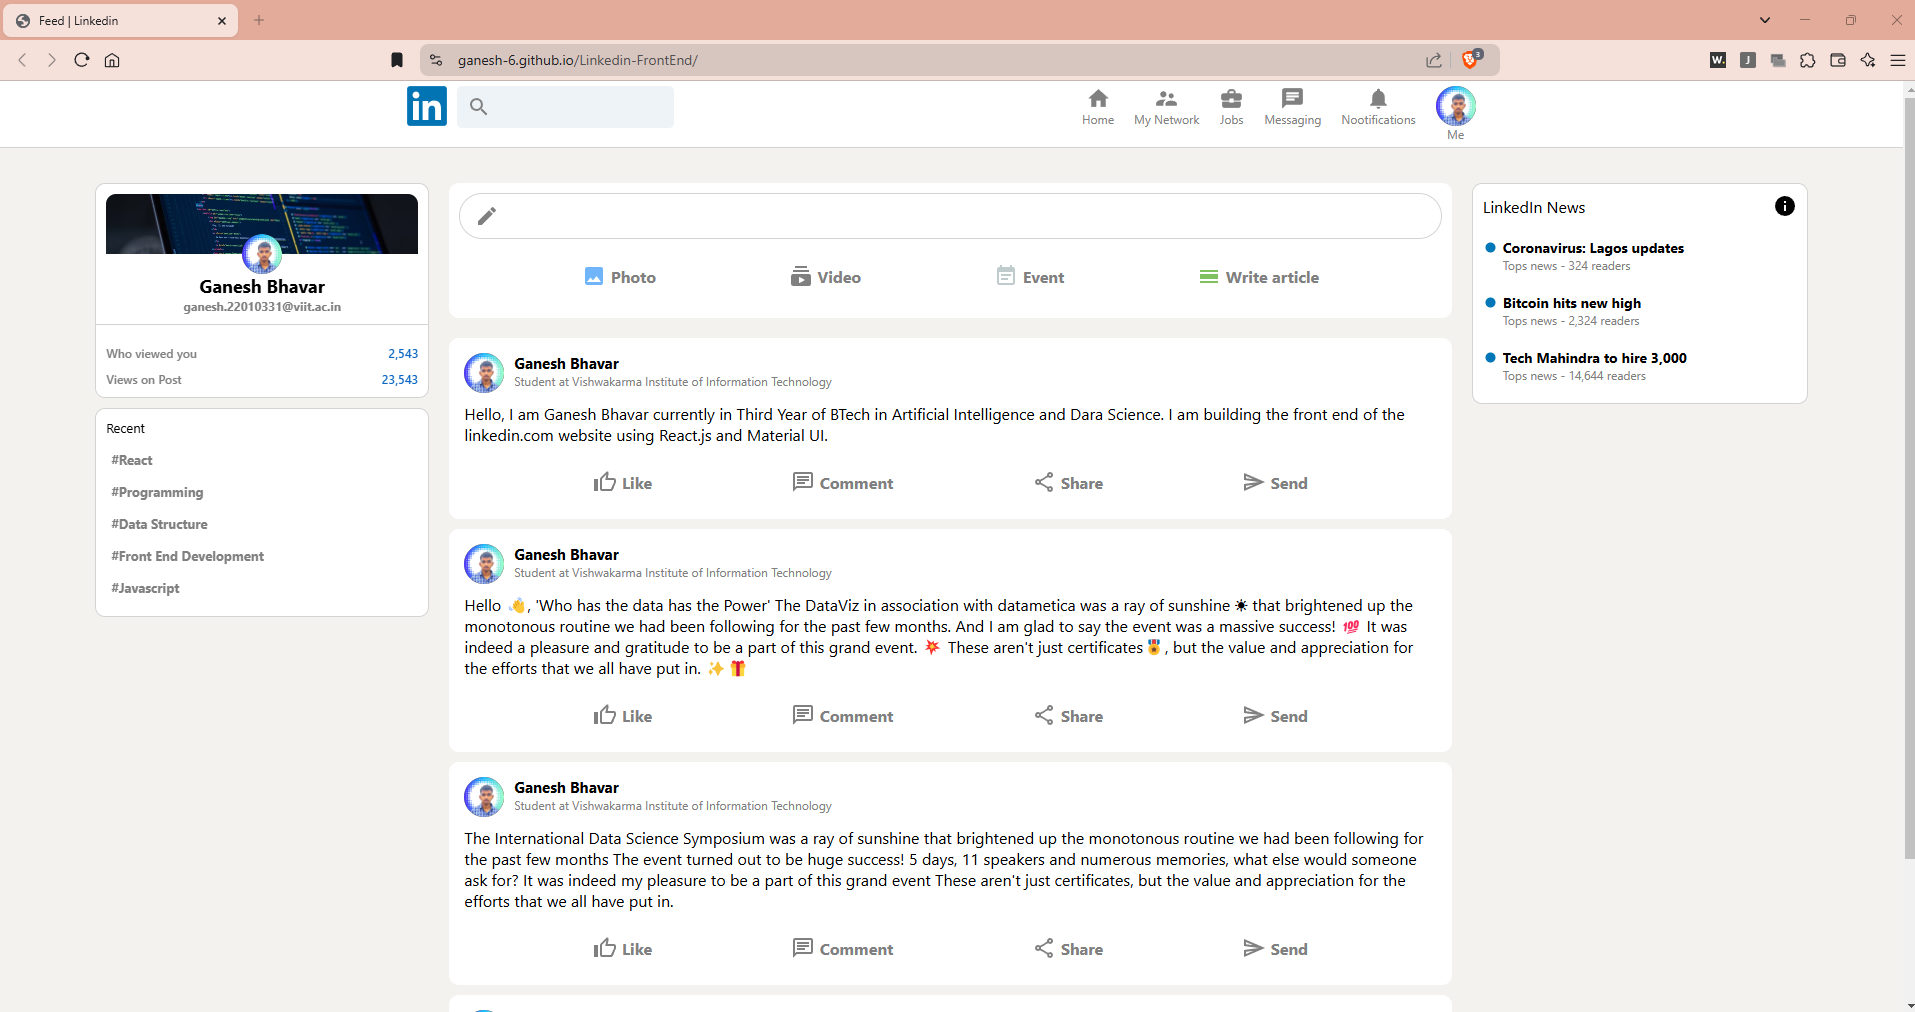 Feed | Linkedin
ganesh-6.github.io/Linkedin-FrontEnd/
3
W.
J
in
Home
My Network
Jobs
Messaging
Nootifications
Me
Ganesh Bhavar
ganesh.22010331@viit.ac.in
Who viewed you 2,543
Views on Post 23,543
Recent
#React
#Programming
#Data Structure
#Front End Development
#Javascript
Photo
Video
Event
Write article
Ganesh Bhavar
Student at Vishwakarma Institute of Information Technology
Hello, I am Ganesh Bhavar currently in Third Year of BTech in Artificial Intelligence and Dara Science. I am building the front end of the
linkedin.com website using React.js and Material UI.
Like
Comment
Share
Send
Ganesh Bhavar
Student at Vishwakarma Institute of Information Technology
Hello 👋, 'Who has the data has the Power' The DataViz in association with datametica was a ray of sunshine ☀ that brightened up the
monotonous routine we had been following for the past few months. And I am glad to say the event was a massive success! 💯 It was
indeed a pleasure and gratitude to be a part of this grand event. 💥 These aren't just certificates🏅, but the value and appreciation for
the efforts that we all have put in. ✨ 🎁
Like
Comment
Share
Send
Ganesh Bhavar
Student at Vishwakarma Institute of Information Technology
The International Data Science Symposium was a ray of sunshine that brightened up the monotonous routine we had been following for
the past few months The event turned out to be huge success! 5 days, 11 speakers and numerous memories, what else would someone
ask for? It was indeed my pleasure to be a part of this grand event These aren't just certificates, but the value and appreciation for the
efforts that we all have put in.
Like
Comment
Share
Send
LinkedIn News
Coronavirus: Lagos updates
Tops news - 324 readers
Bitcoin hits new high
Tops news - 2,324 readers
Tech Mahindra to hire 3,000
Tops news - 14,644 readers